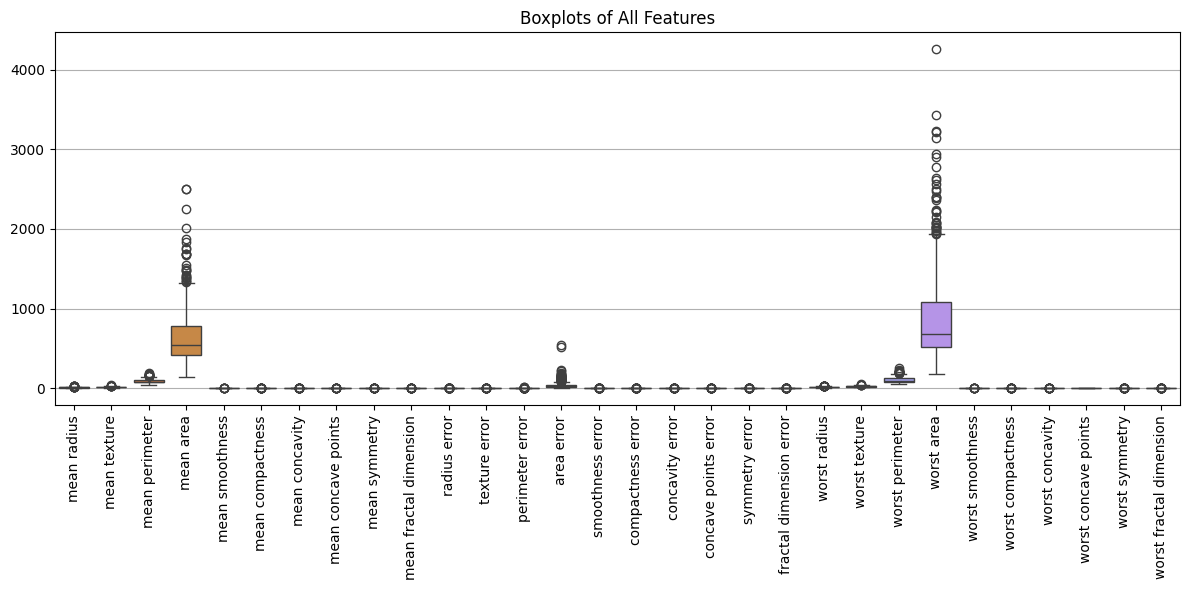 Boxplots of All Features
4000
3000
2000
1000
0
mean radius
mean texture
mean perimeter
mean area
mean smoothness
mean compactness
mean concavity
mean concave points
mean symmetry
mean fractal dimension
radius error
texture error
perimeter error
area error
smoothness error
compactness error
concavity error
concave points error
symmetry error
fractal dimension error
worst radius
worst texture
worst perimeter
worst area
worst smoothness
worst compactness
worst concavity
worst concave points
worst symmetry
worst fractal dimension